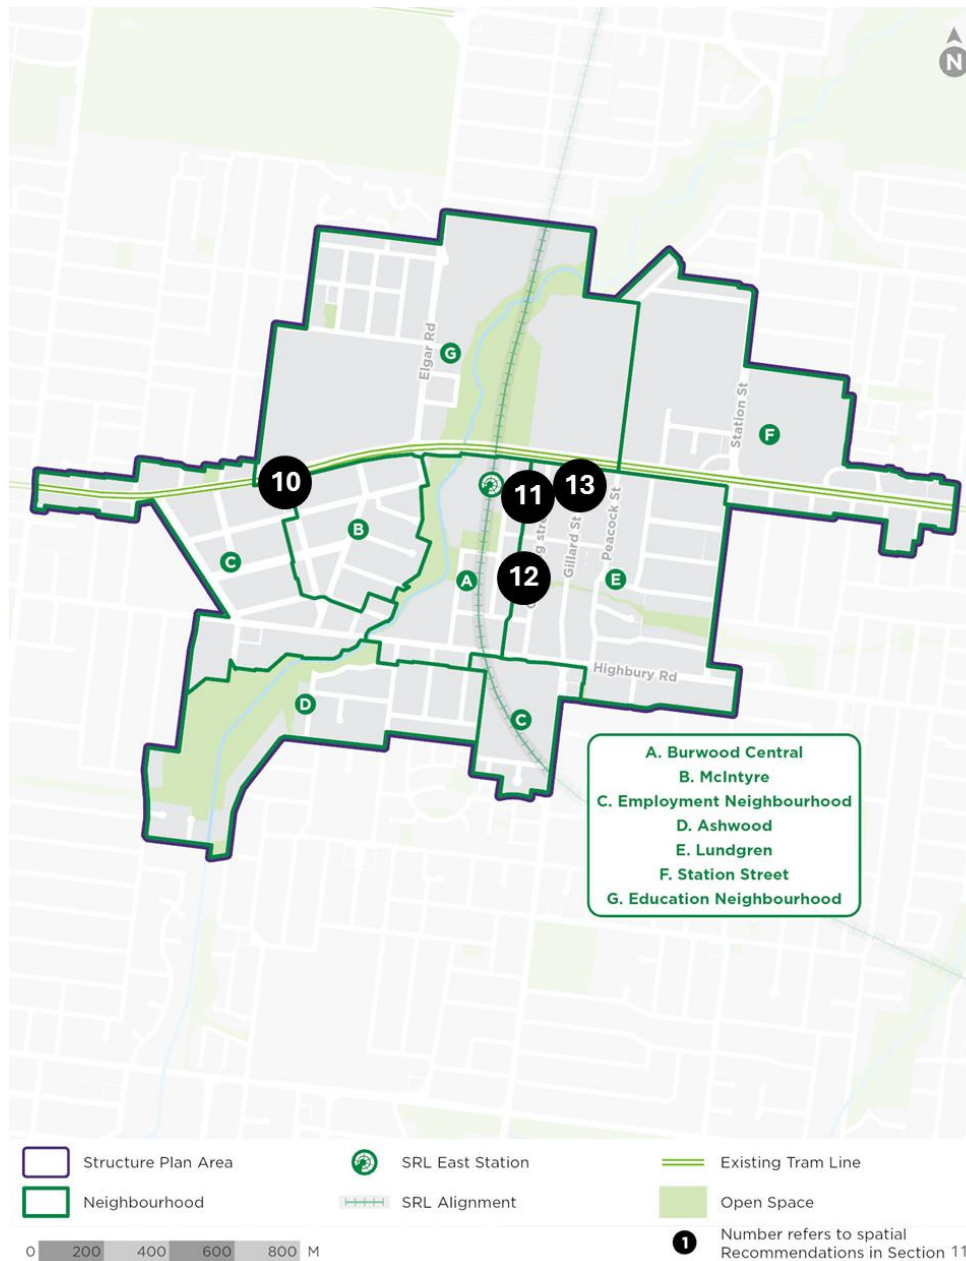 N
Elgar Rd
G
Station St
F
10
11
13
B
C
g stre
Gillard St
Peacock St
A
12
E
Highbury Rd
D
C
A. Burwood Central
B. McIntyre
C. Employment Neighbourhood
D. Ashwood
E. Lundgren
F. Station Street
G. Education Neighbourhood
Structure Plan Area
SRL East Station
Existing Tram Line
Neighbourhood
SRL Alignment
Open Space
0 200 400 600 800 M
1
Number refers to spatial
Recommendations in Section 11